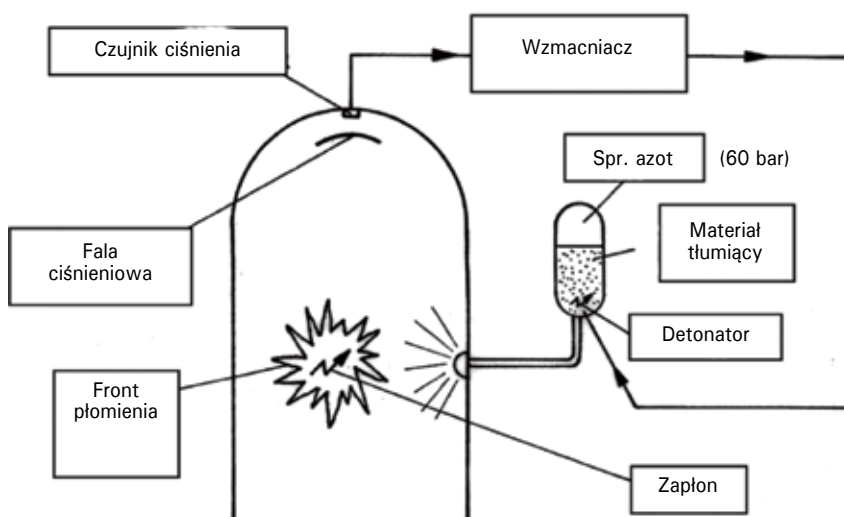 Czujnik ciśnienia
Wzmacniacz
Spr. azot (60 bar)
Materiał
tłumiący
Fala
ciśnieniowa
Detonator
Front
płomienia
Zapłon